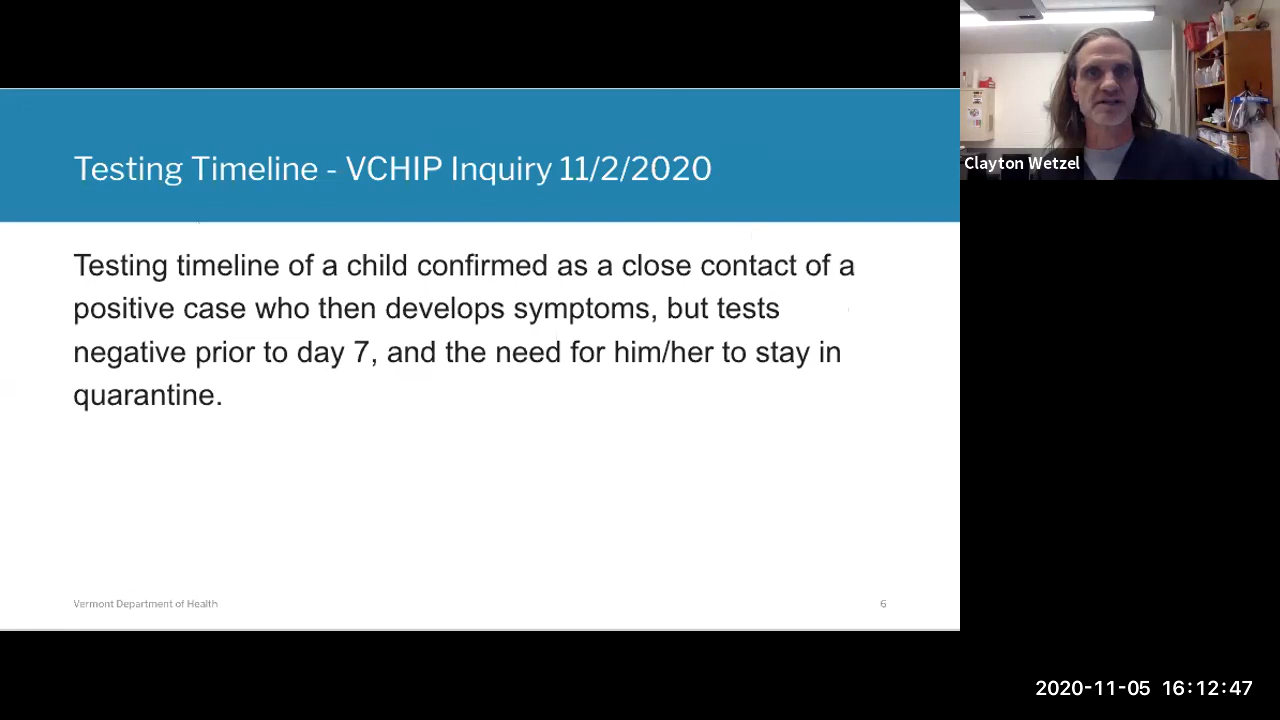 Testing Timeline - VCHIP Inquiry 11/2/2020
Testing timeline of a child confirmed as a close contact of a
positive case who then develops symptoms, but tests
negative prior to day 7, and the need for him/her to stay in
quarantine.
Vermont Department of Health
6
Clayton Wetzel
2020-11-05 16:12:47